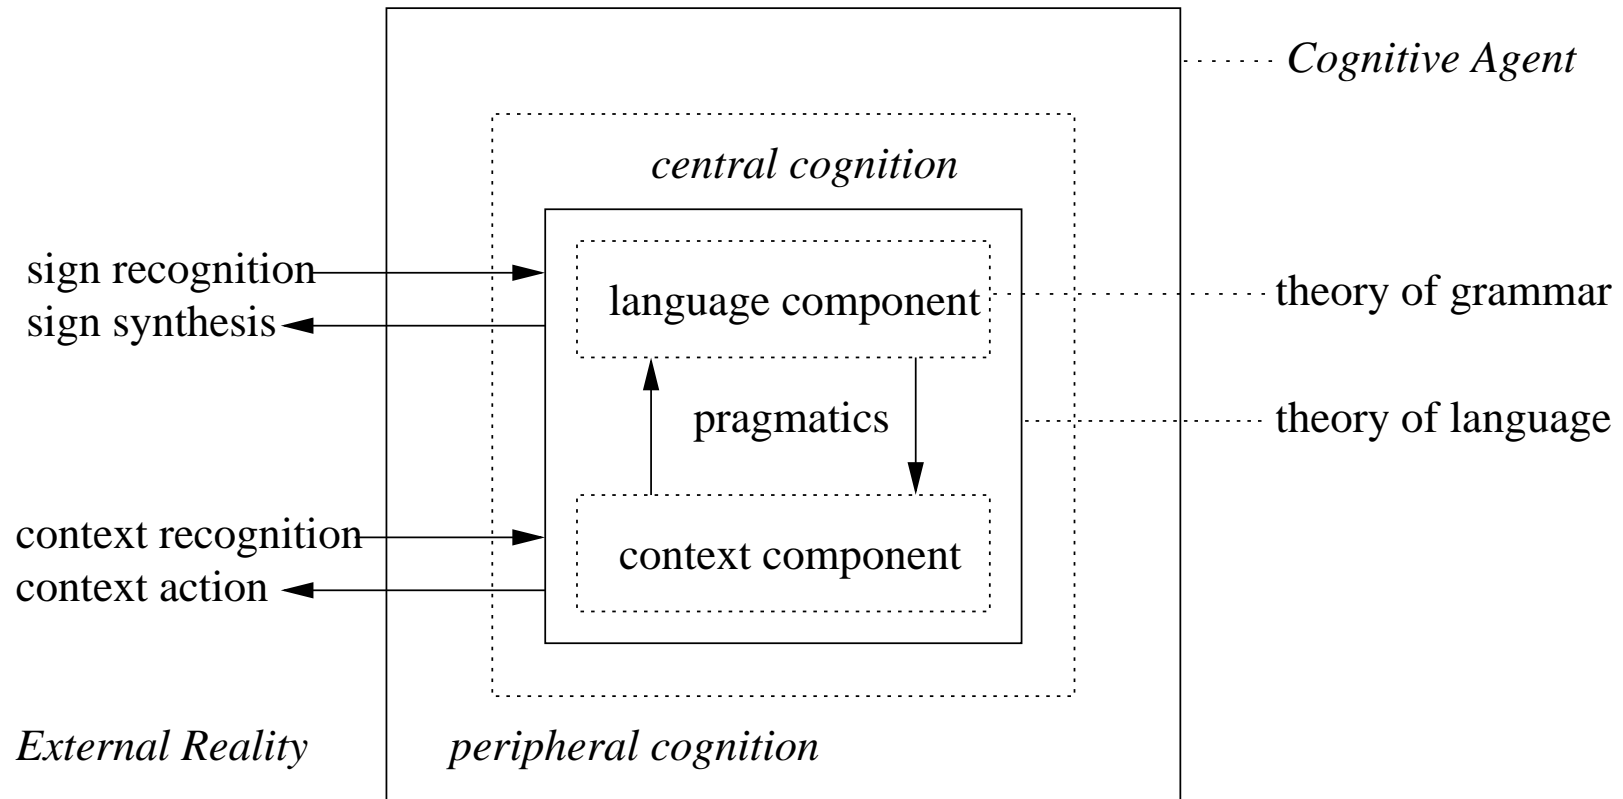 Cognitive Agent
central cognition
sign recognition
language component
theory of grammar
sign synthesis
pragmatics
theory of language
context recognition
context component
context action
External Reality
peripheral cognition